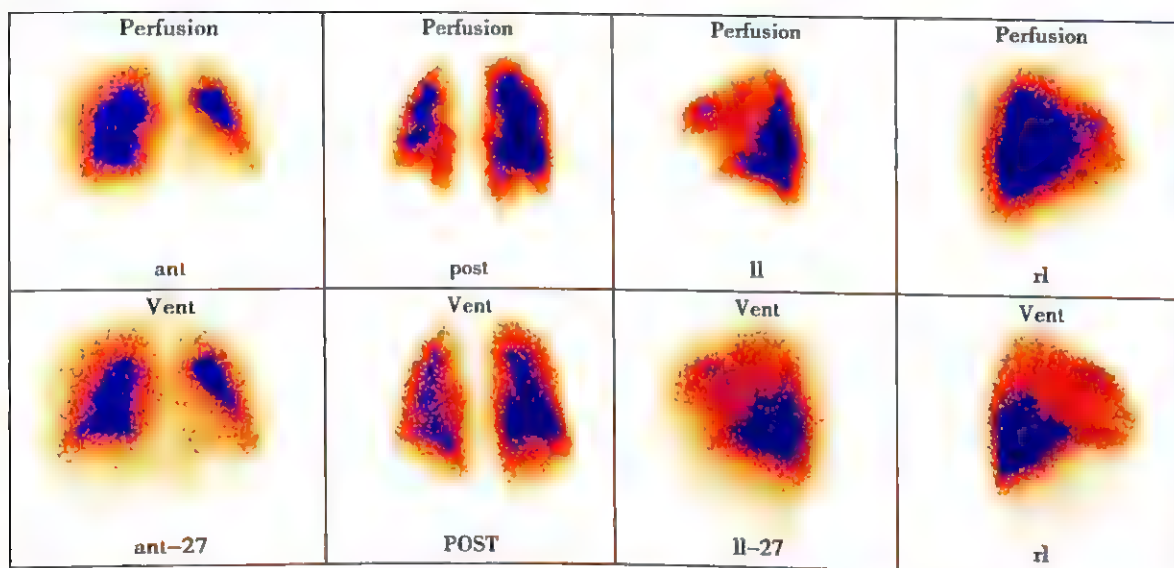 Perfusion
Perfusion
Perfusion
Perfusion
ant
post
ll
rl
Vent
Vent
Vent
Vent
ant-27
POST
ll-27
rl